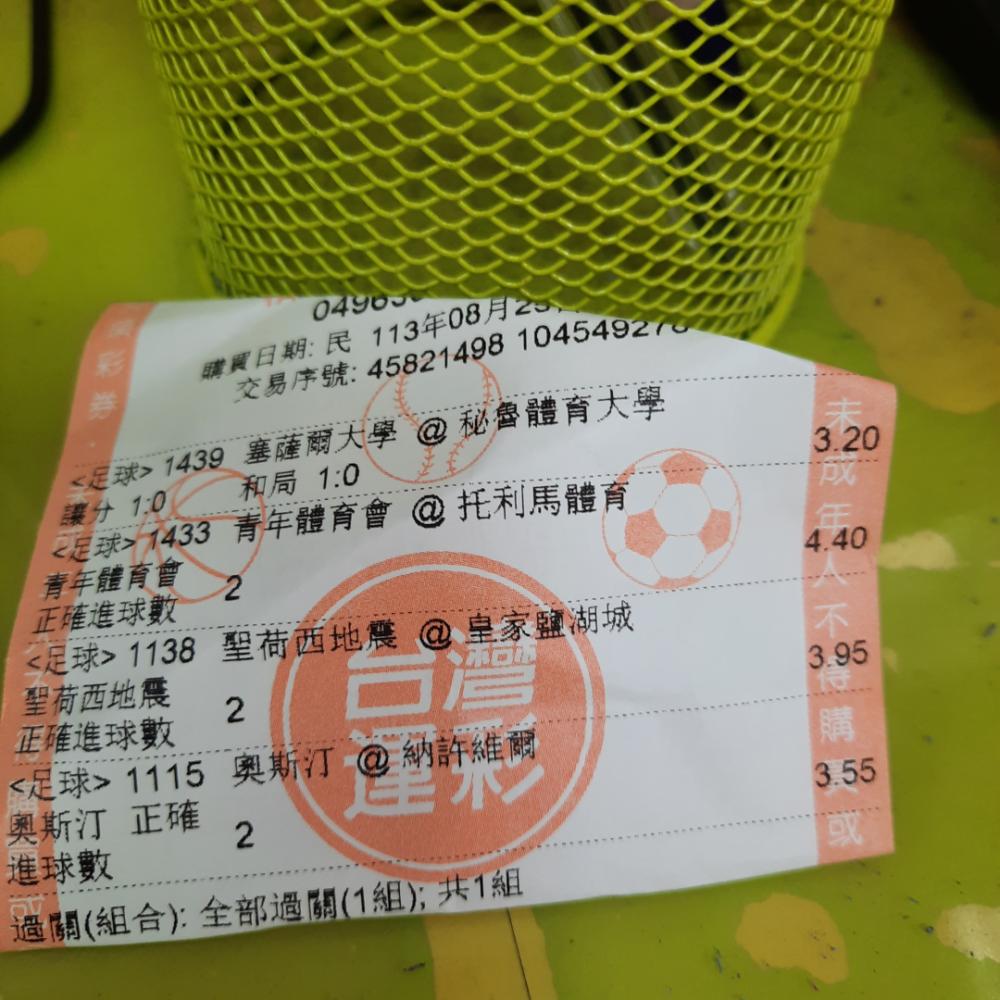 04963
購買日期: 民 113年08月2
交易序號: 45821498 10454927
<足球> 1439 塞薩爾大學 @ 秘魯體育大學
讓分 1:0 和局 1:0 3.20
<足球> 1433 青年體育會 @ 托利馬體育
青年體育會
正確進球數 2 4.40
<足球> 1138 聖荷西地震 @ 皇家鹽湖城
聖荷西地震
正確進球數 2 3.95
<足球> 1115 奧斯汀 @ 納許維爾
奧斯汀 正確
進球數 2 3.55
過關(組合): 全部過關(1組); 共1組
台灣
運彩
彩券.
未成年人不得購買或